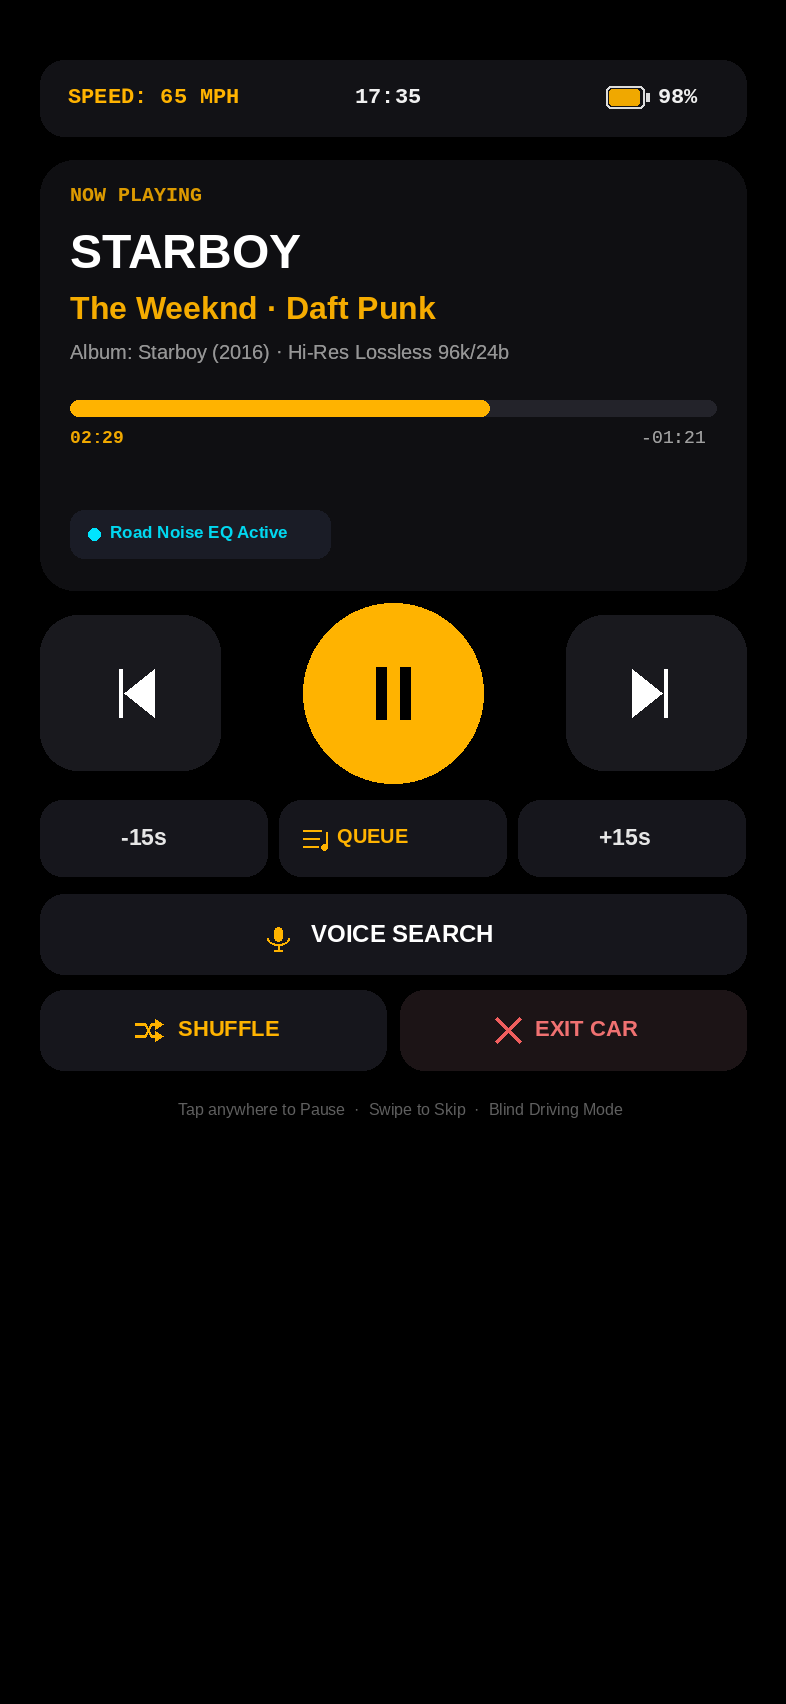 SPEED: 65 MPH 17:35 98%
NOW PLAYING
STARBOY
The Weeknd · Daft Punk
Album: Starboy (2016) · Hi-Res Lossless 96k/24b
02:29 -01:21
Road Noise EQ Active
-15s QUEUE +15s
VOICE SEARCH
SHUFFLE EXIT CAR
Tap anywhere to Pause · Swipe to Skip · Blind Driving Mode